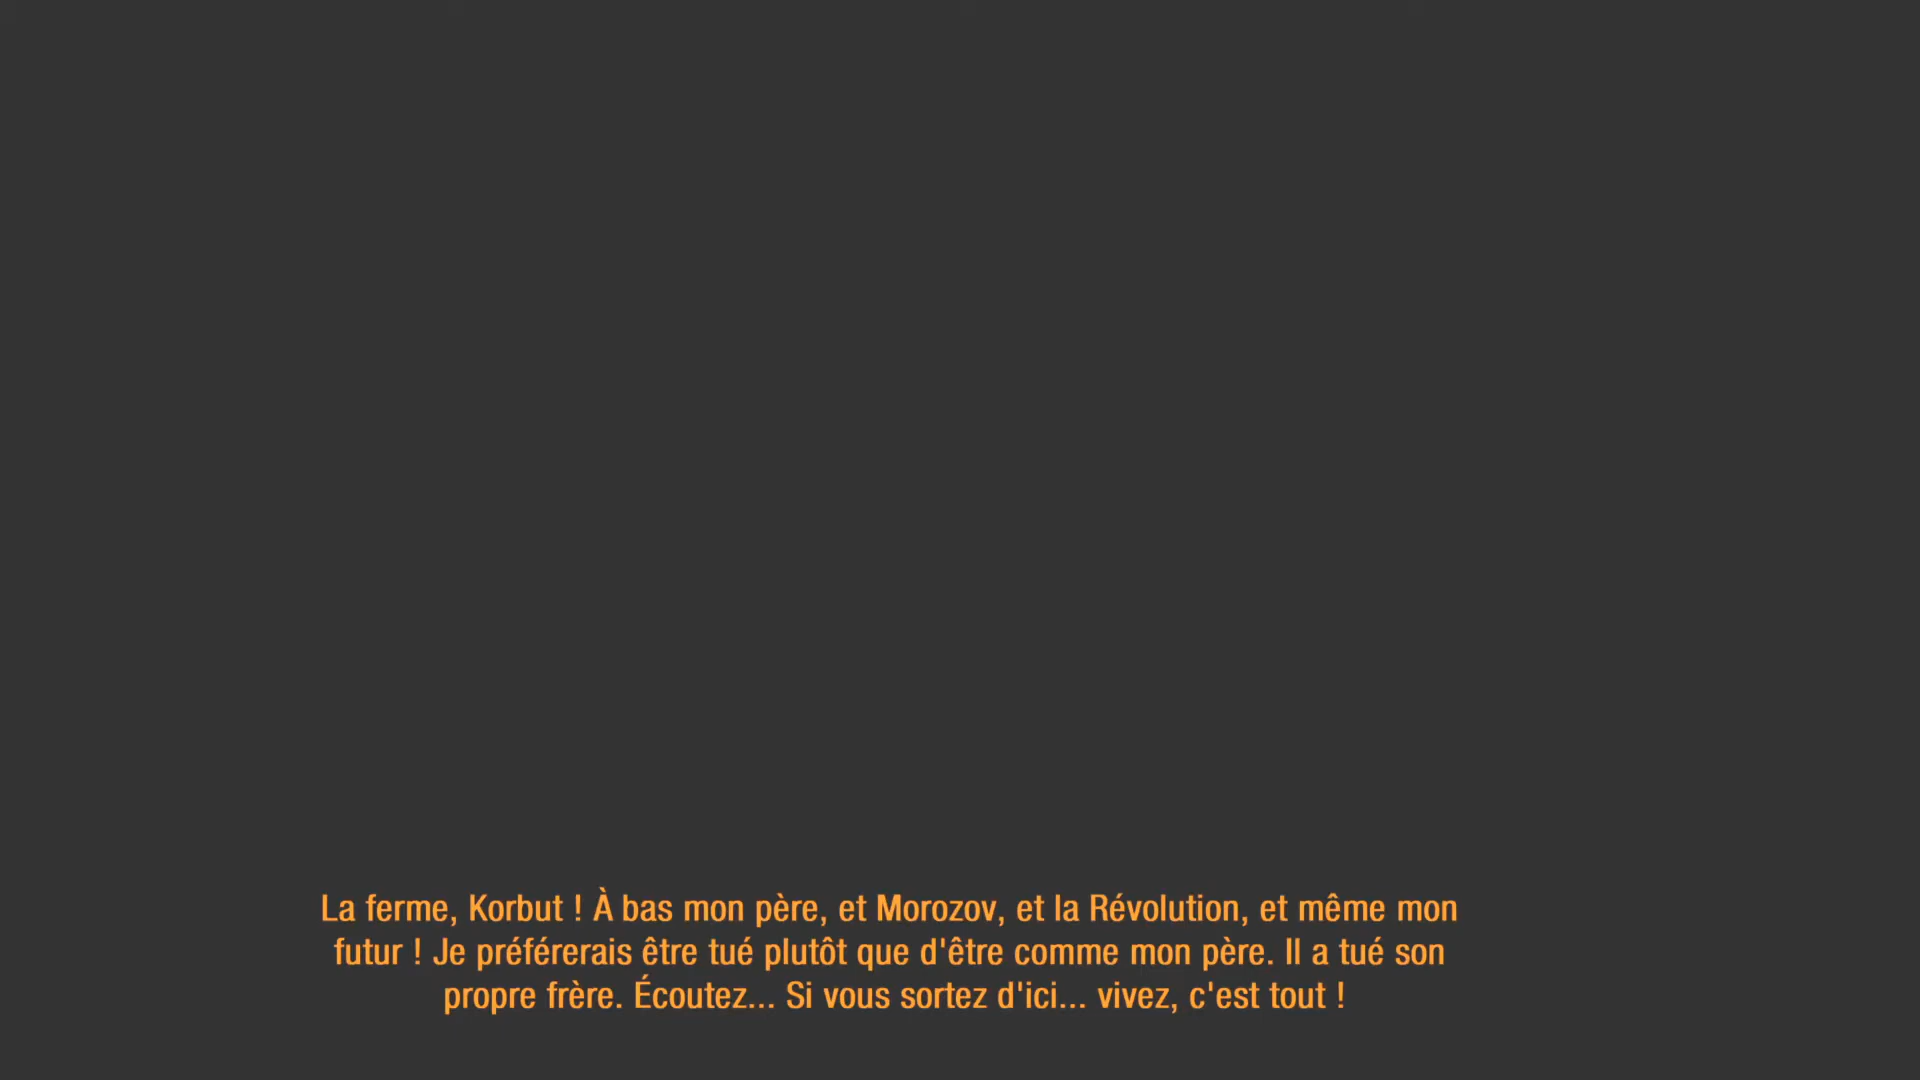 La ferme, Korbut ! À bas mon père, et Morozov, et la Révolution, et même mon
futur ! Je préférerais être tué plutôt que d'être comme mon père. Il a tué son
propre frère. Écoutez... Si vous sortez d'ici... vivez, c'est tout !